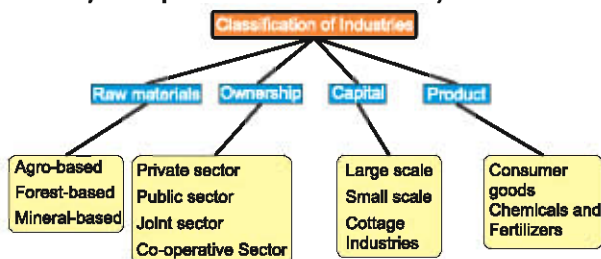 Classification of Industries
Raw materials Ownership Capital Product
Agro-based
Forest-based
Mineral-based
Private sector
Public sector
Joint sector
Co-operative Sector
Large scale
Small scale
Cottage
Industries
Consumer
goods
Chemicals and
Fertilizers